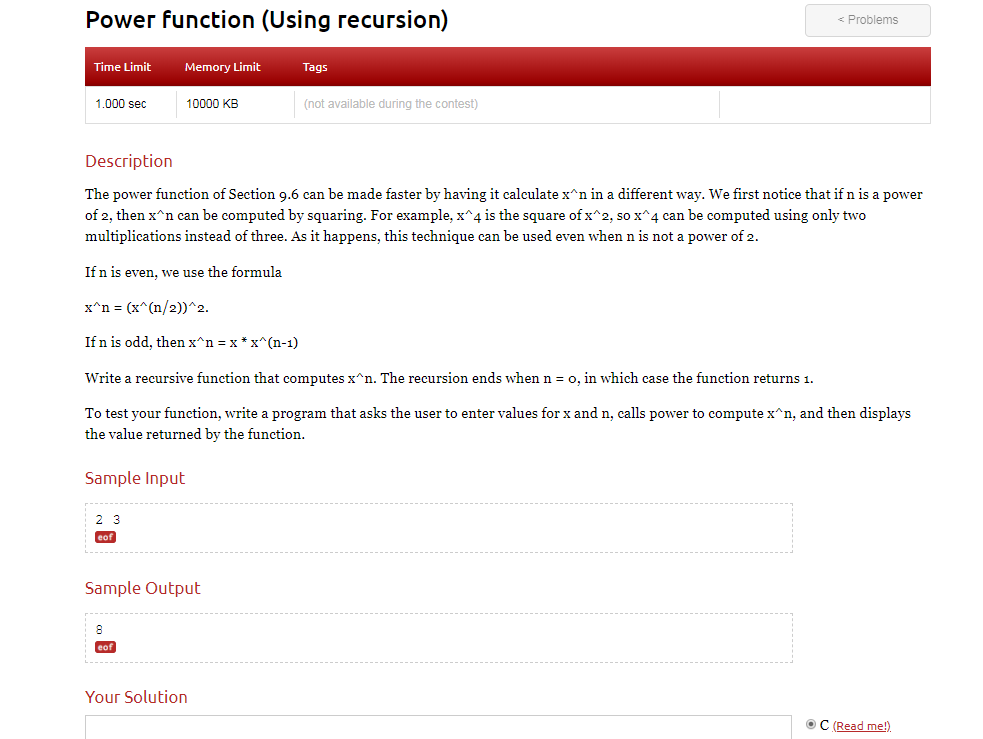 Power function (Using recursion)
< Problems
Time Limit Memory Limit Tags
1.000 sec 10000 KB (not available during the contest)
Description
The power function of Section 9.6 can be made faster by having it calculate x^n in a different way. We first notice that if n is a power
of 2, then x^n can be computed by squaring. For example, x^4 is the square of x^2, so x^4 can be computed using only two
multiplications instead of three. As it happens, this technique can be used even when n is not a power of 2.
If n is even, we use the formula
x^n = (x^(n/2))^2.
If n is odd, then x^n = x * x^(n-1)
Write a recursive function that computes x^n. The recursion ends when n = 0, in which case the function returns 1.
To test your function, write a program that asks the user to enter values for x and n, calls power to compute x^n, and then displays
the value returned by the function.
Sample Input
2 3
eof
Sample Output
8
eof
Your Solution
C (Read me!)